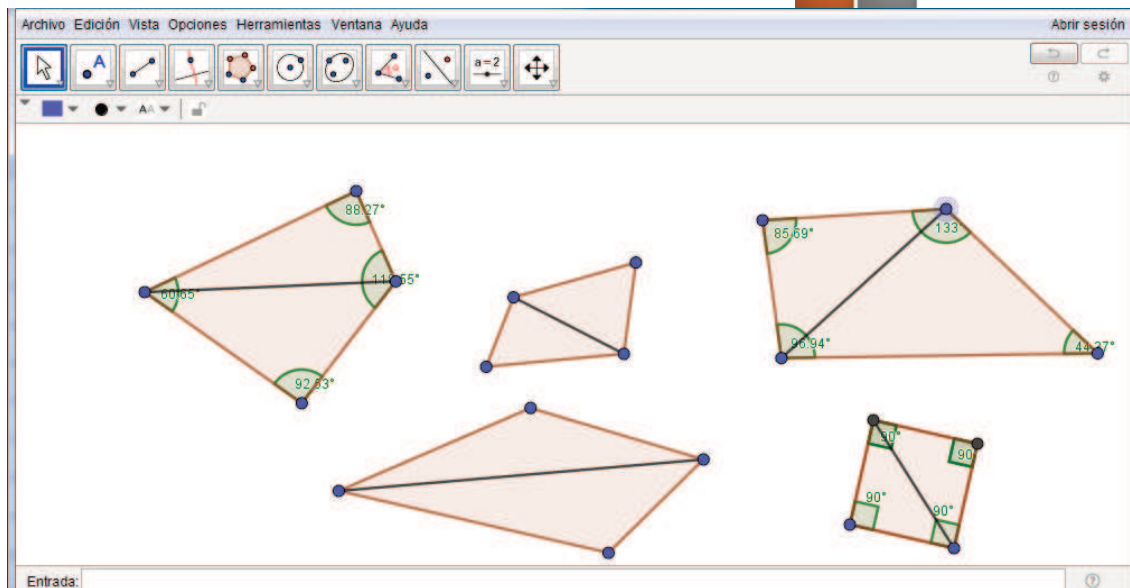 Archivo Edición Vista Opciones Herramientas Ventana Ayuda Abrir sesión
A a=2
AA
88.27°
60.65°
92.53°
85.69°
133°
96.94°
44.37°
90° 90
90° 90°
Entrada: